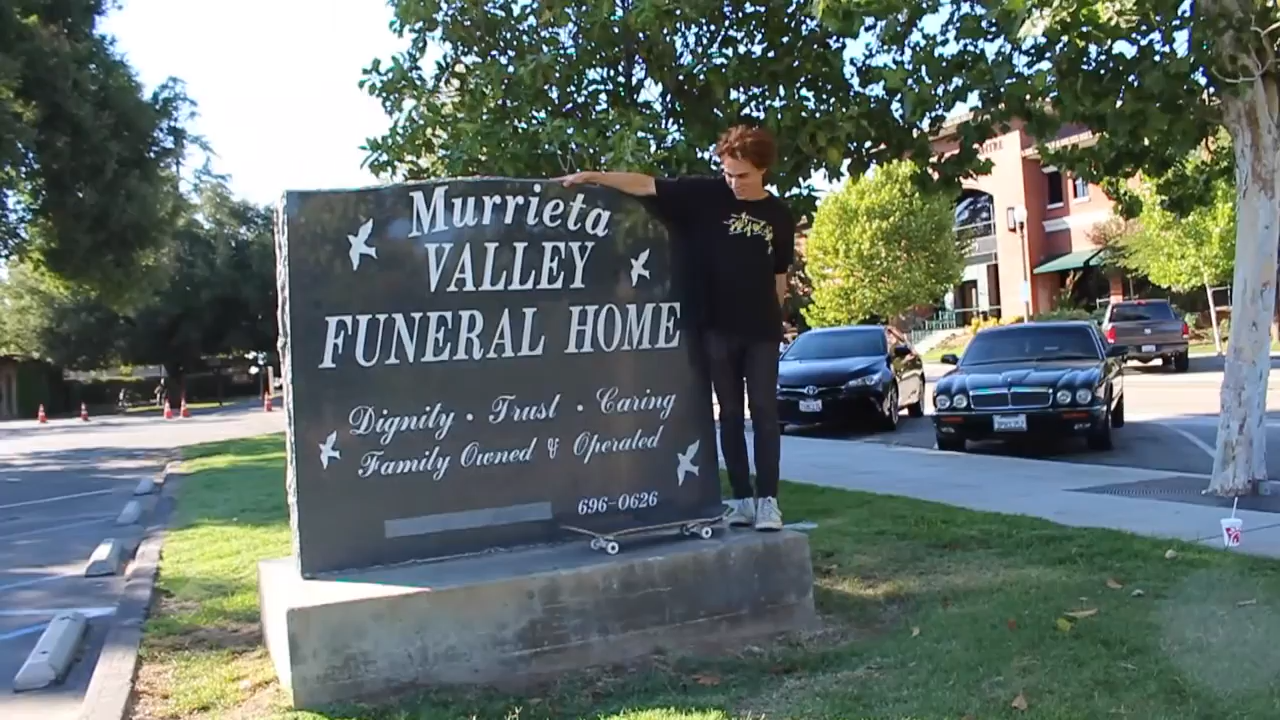 Murrieta
VALLEY
FUNERAL HOME
Dignity • Trust • Caring
Family Owned & Operated
696-0626